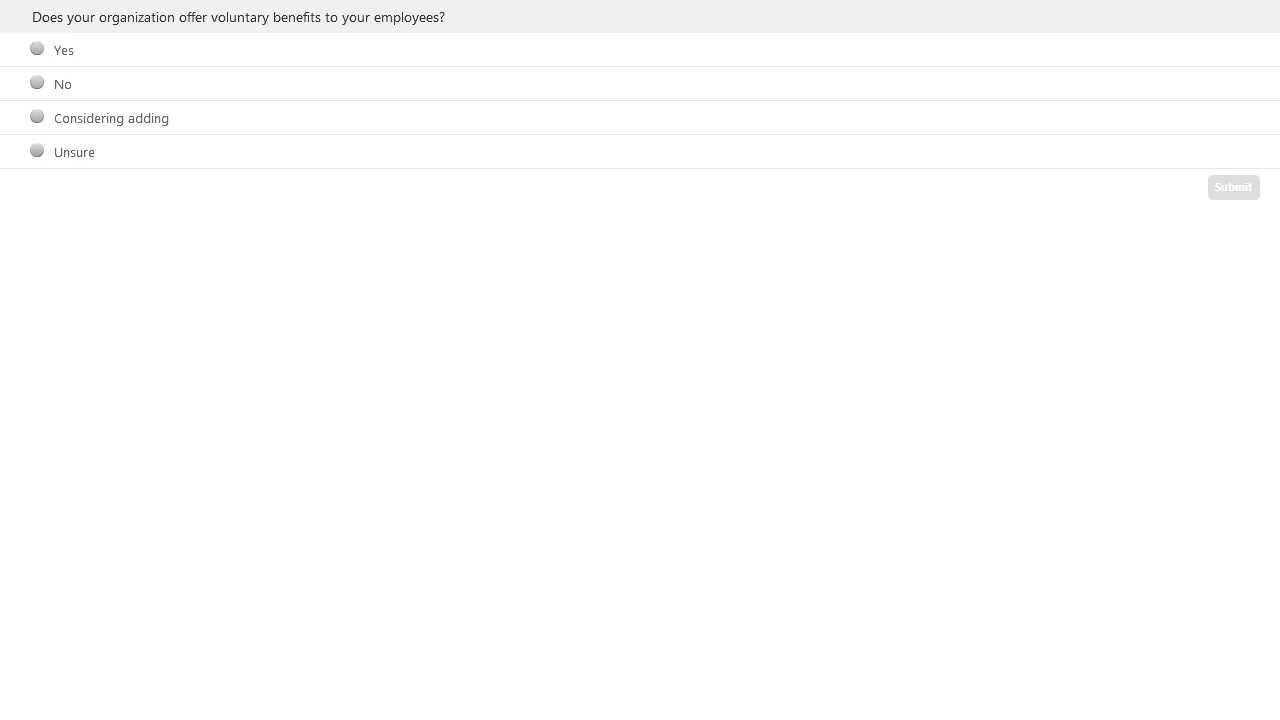 Does your organization offer voluntary benefits to your employees?
Yes
No
Considering adding
Unsure
Submit